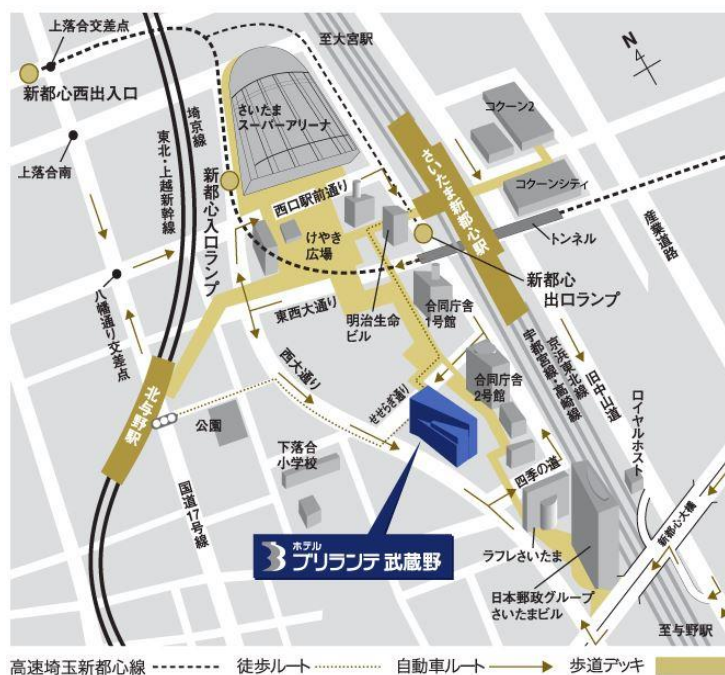 上落合交差点
至大宮駅
N
4
新都心西出入口
埼京線
東北・上越新幹線
さいたま
スーパーアリーナ
コクーン2
上落合南
新都心入口ランプ
西口駅前通り
さいたま新都心駅
コクーンシティ
けやき
広場
トンネル
産業道路
八幡通り交差点
新都心
出口ランプ
東西大通り
明治生命
ビル
合同庁舎
1号館
西大通り
せせらぎ通り
合同庁舎
2号館
宇都宮線・高崎線
京浜東北線
旧中山道
北与野駅
公園
下落合
小学校
ロイヤルホスト
国道17号線
四季の道
新都心大橋
ホテル
ブリランテ 武蔵野
ラフレさいたま
日本郵政グループ
さいたまビル
至与野駅
高速埼玉新都心線
徒歩ルート
自動車ルート
歩道デッキ